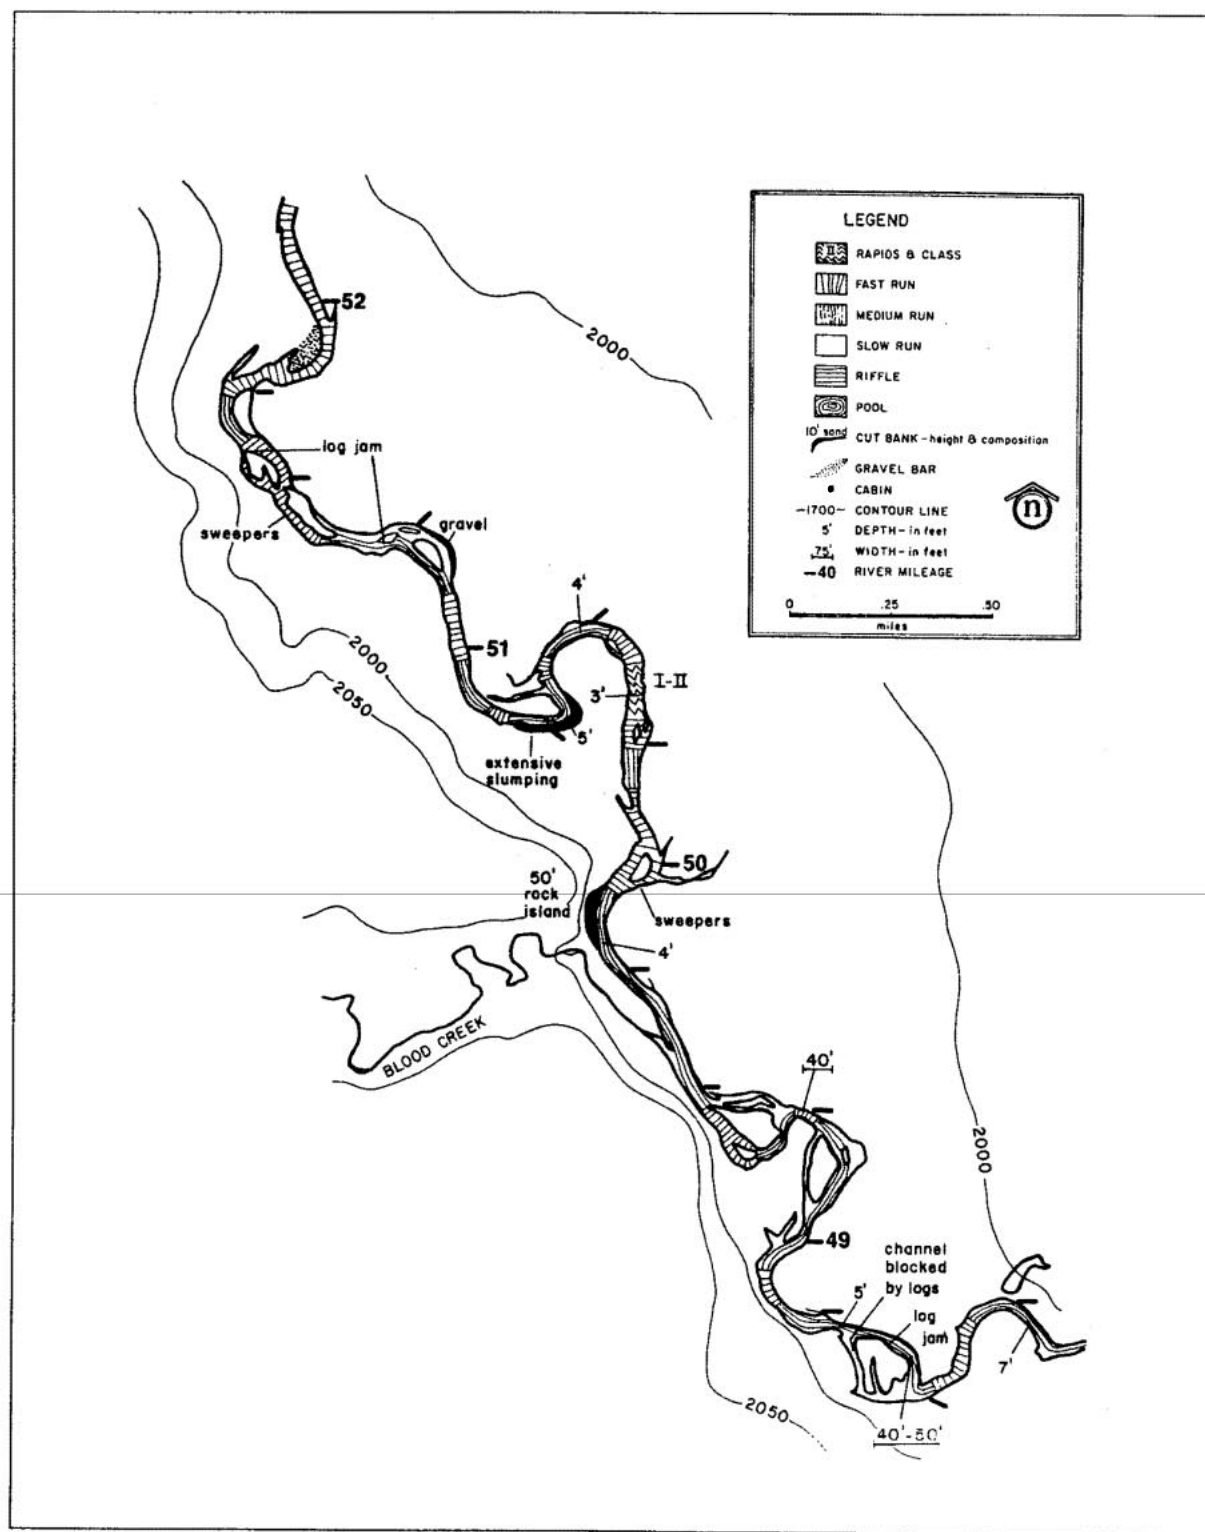 LEGEND
II RAPIDS & CLASS
FAST RUN
MEDIUM RUN
SLOW RUN
RIFFLE
POOL
10' sand
CUT BANK - height & composition
GRAVEL BAR
CABIN
-1700- CONTOUR LINE
5' DEPTH - in feet
75' WIDTH - in feet
-40 RIVER MILEAGE
0 .25 .50
miles
n
52
2000
log jam
sweepers
gravel
4'
51
2000
2050
I-II
3'
5'
extensive
slumping
50
50'
rock
island
sweepers
4'
BLOOD CREEK
40'
2000
49
channel
blocked
by logs
5'
log
jam
7'
2050
40'-50'